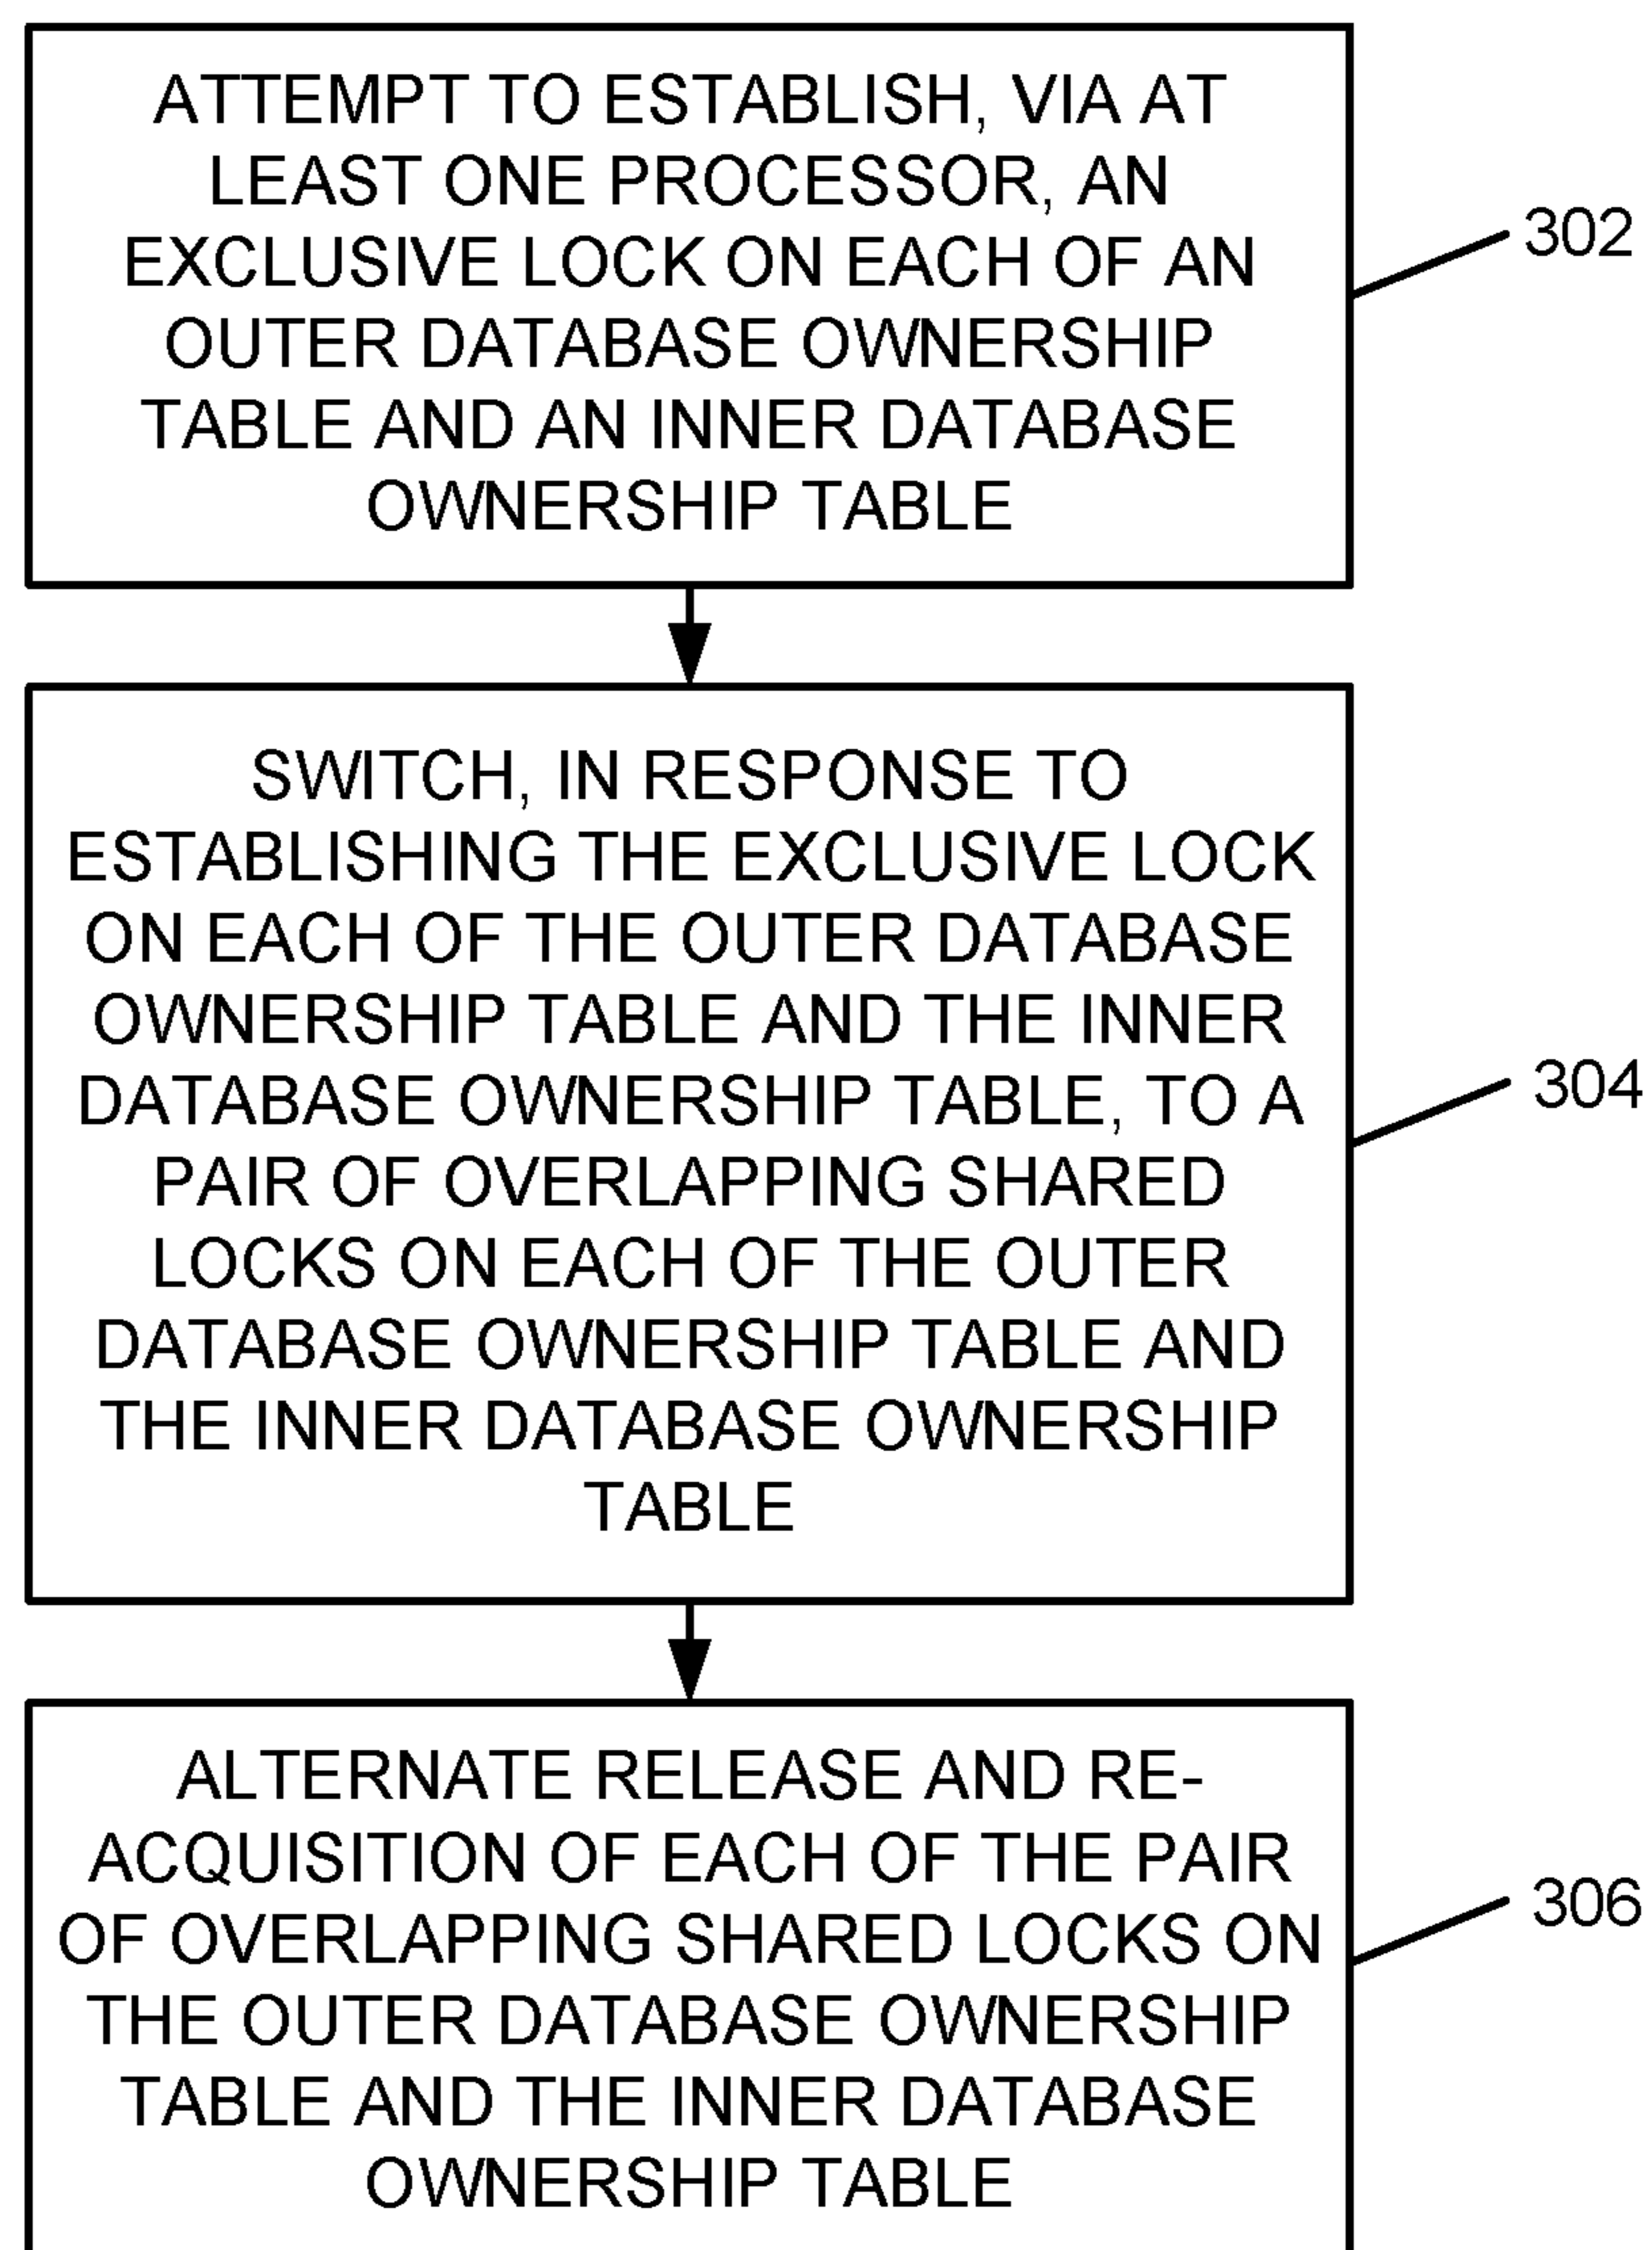 ATTEMPT TO ESTABLISH, VIA AT
LEAST ONE PROCESSOR, AN
EXCLUSIVE LOCK ON EACH OF AN
OUTER DATABASE OWNERSHIP
TABLE AND AN INNER DATABASE
OWNERSHIP TABLE
302
SWITCH, IN RESPONSE TO
ESTABLISHING THE EXCLUSIVE LOCK
ON EACH OF THE OUTER DATABASE
OWNERSHIP TABLE AND THE INNER
DATABASE OWNERSHIP TABLE, TO A
PAIR OF OVERLAPPING SHARED
LOCKS ON EACH OF THE OUTER
DATABASE OWNERSHIP TABLE AND
THE INNER DATABASE OWNERSHIP
TABLE
304
ALTERNATE RELEASE AND RE-
ACQUISITION OF EACH OF THE PAIR
OF OVERLAPPING SHARED LOCKS ON
THE OUTER DATABASE OWNERSHIP
TABLE AND THE INNER DATABASE
OWNERSHIP TABLE
306